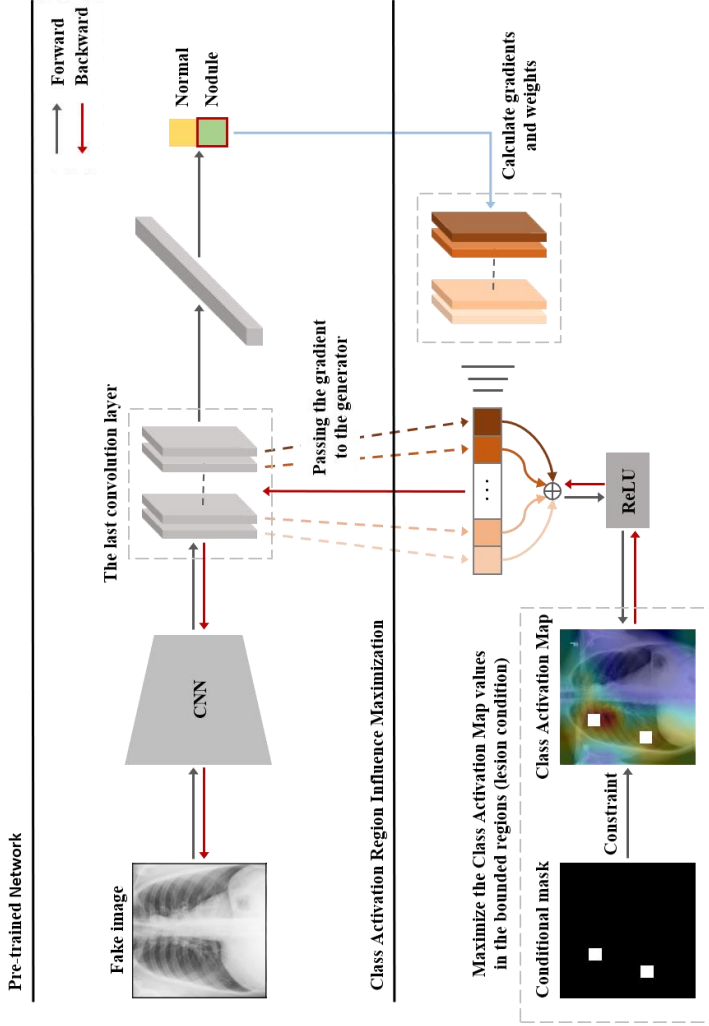 Pre-trained Network
Forward
Backward
Fake image
CNN
The last convolution layer
Normal
Nodule
Passing the gradient
to the generator
Class Activation Region Influence Maximization
Calculate gradients
and weights
Maximize the Class Activation Map values
in the bounded regions (lesion condition)
Conditional mask
Constraint
Class Activation Map
ReLU
...